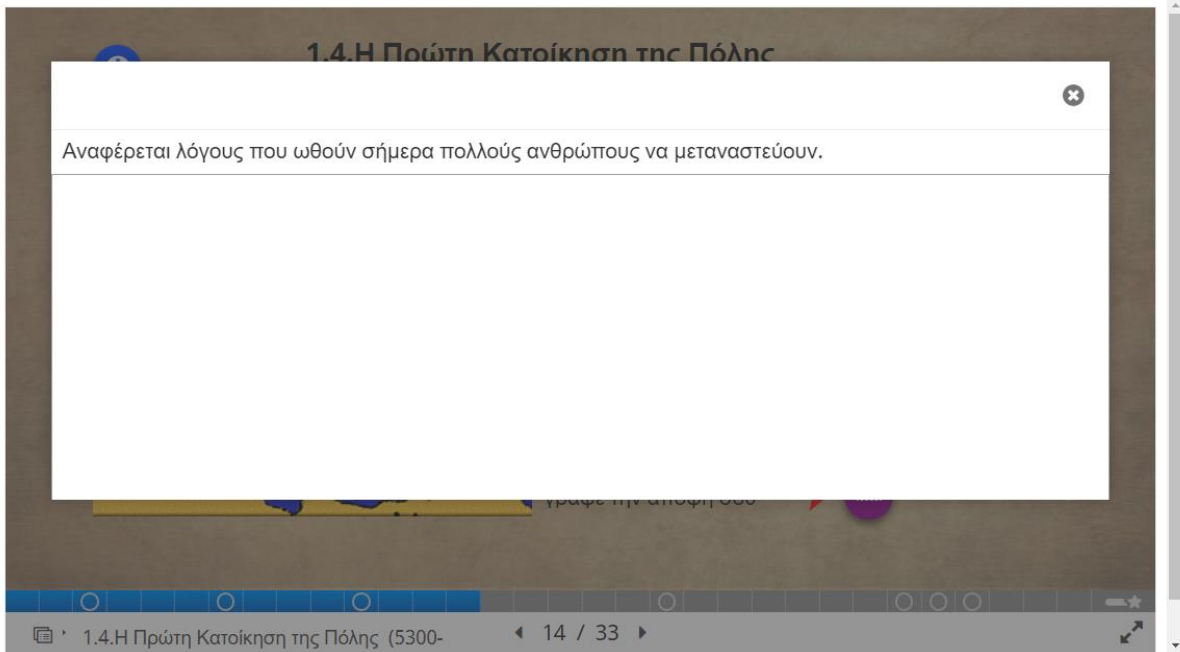 1.4.Η Πρώτη Κατοίκηση της Πόλης
Αναφέρεται λόγους που ωθούν σήμερα πολλούς ανθρώπους να μεταναστεύουν.
γράψε την άποψή σου
1.4.Η Πρώτη Κατοίκηση της Πόλης (5300-
14 / 33